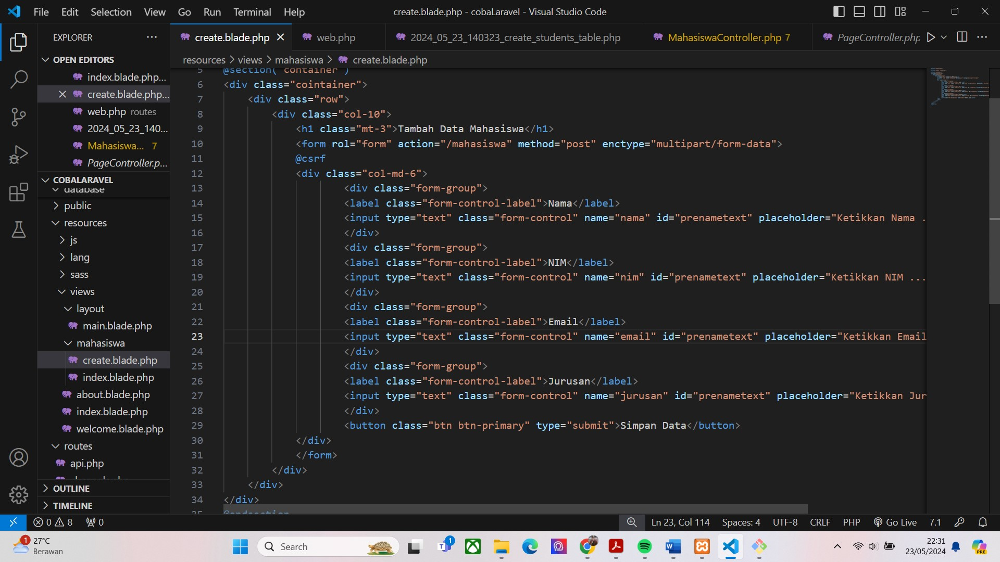 File Edit Selection View Go Run Terminal Help
create.blade.php - cobaLaravel - Visual Studio Code
EXPLORER
OPEN EDITORS
index.blade.php...
create.blade.php...
web.php routes
2024_05_23_140...
Mahasiswa... 7
PageController.p...
COBALARAVEL
database
public
resources
js
lang
sass
views
layout
main.blade.php
mahasiswa
create.blade.php
index.blade.php
about.blade.php
index.blade.php
welcome.blade.php
routes
api.php
channels.php
OUTLINE
TIMELINE
create.blade.php web.php 2024_05_23_140323_create_students_table.php MahasiswaController.php 7 PageController.php
resources > views > mahasiswa > create.blade.php
5 @section('container')
6 <div class="cointainer">
7 <div class="row">
8 <div class="col-10">
9 <h1 class="mt-3">Tambah Data Mahasiswa</h1>
10 <form rol="form" action="/mahasiswa" method="post" enctype="multipart/form-data">
11 @csrf
12 <div class="col-md-6">
13 <div class="form-group">
14 <label class="form-control-label">Nama</label>
15 <input type="text" class="form-control" name="nama" id="prenametext" placeholder="Ketikkan Nama .
16 </div>
17 <div class="form-group">
18 <label class="form-control-label">NIM</label>
19 <input type="text" class="form-control" name="nim" id="prenametext" placeholder="Ketikkan NIM ...
20 </div>
21 <div class="form-group">
22 <label class="form-control-label">Email</label>
23 <input type="text" class="form-control" name="email" id="prenametext" placeholder="Ketikkan Email
24 </div>
25 <div class="form-group">
26 <label class="form-control-label">Jurusan</label>
27 <input type="text" class="form-control" name="jurusan" id="prenametext" placeholder="Ketikkan Jur
28 </div>
29 <button class="btn btn-primary" type="submit">Simpan Data</button>
30 </div>
31 </form>
32 </div>
33 </div>
34 </div>
35 @endsection
0 8 0
Ln 23, Col 114 Spaces: 4 UTF-8 CRLF PHP Go Live 7.1
1 27°C
Berawan
Search
1
PRE
22:31
23/05/2024